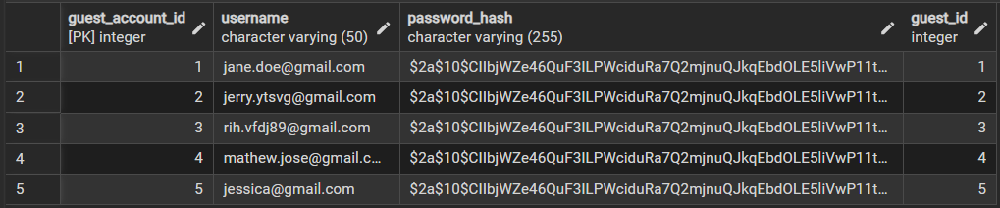 guest_account_id username password_hash guest_id
[PK] integer character varying (50) character varying (255) integer
1 1 jane.doe@gmail.com $2a$10$CIIbjWZe46QuF3ILPWciduRa7Q2mjnuQJkqEbdOLE5liVwP11t… 1
2 2 jerry.ytsvg@gmail.com $2a$10$CIIbjWZe46QuF3ILPWciduRa7Q2mjnuQJkqEbdOLE5liVwP11t… 2
3 3 rih.vfdj89@gmail.com $2a$10$CIIbjWZe46QuF3ILPWciduRa7Q2mjnuQJkqEbdOLE5liVwP11t… 3
4 4 mathew.jose@gmail.c… $2a$10$CIIbjWZe46QuF3ILPWciduRa7Q2mjnuQJkqEbdOLE5liVwP11t… 4
5 5 jessica@gmail.com $2a$10$CIIbjWZe46QuF3ILPWciduRa7Q2mjnuQJkqEbdOLE5liVwP11t… 5